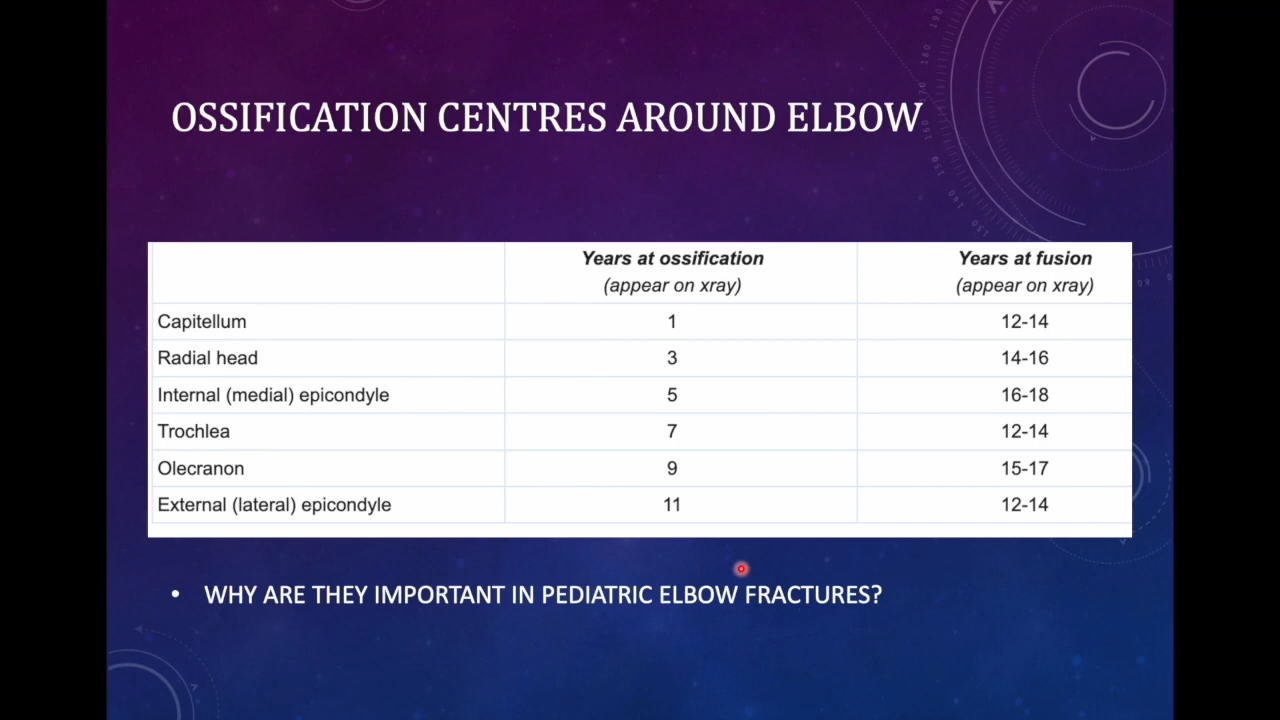 OSSIFICATION CENTRES AROUND ELBOW
Years at ossification Years at fusion
(appear on xray) (appear on xray)
Capitellum 1 12-14
Radial head 3 14-16
Internal (medial) epicondyle 5 16-18
Trochlea 7 12-14
Olecranon 9 15-17
External (lateral) epicondyle 11 12-14
• WHY ARE THEY IMPORTANT IN PEDIATRIC ELBOW FRACTURES?